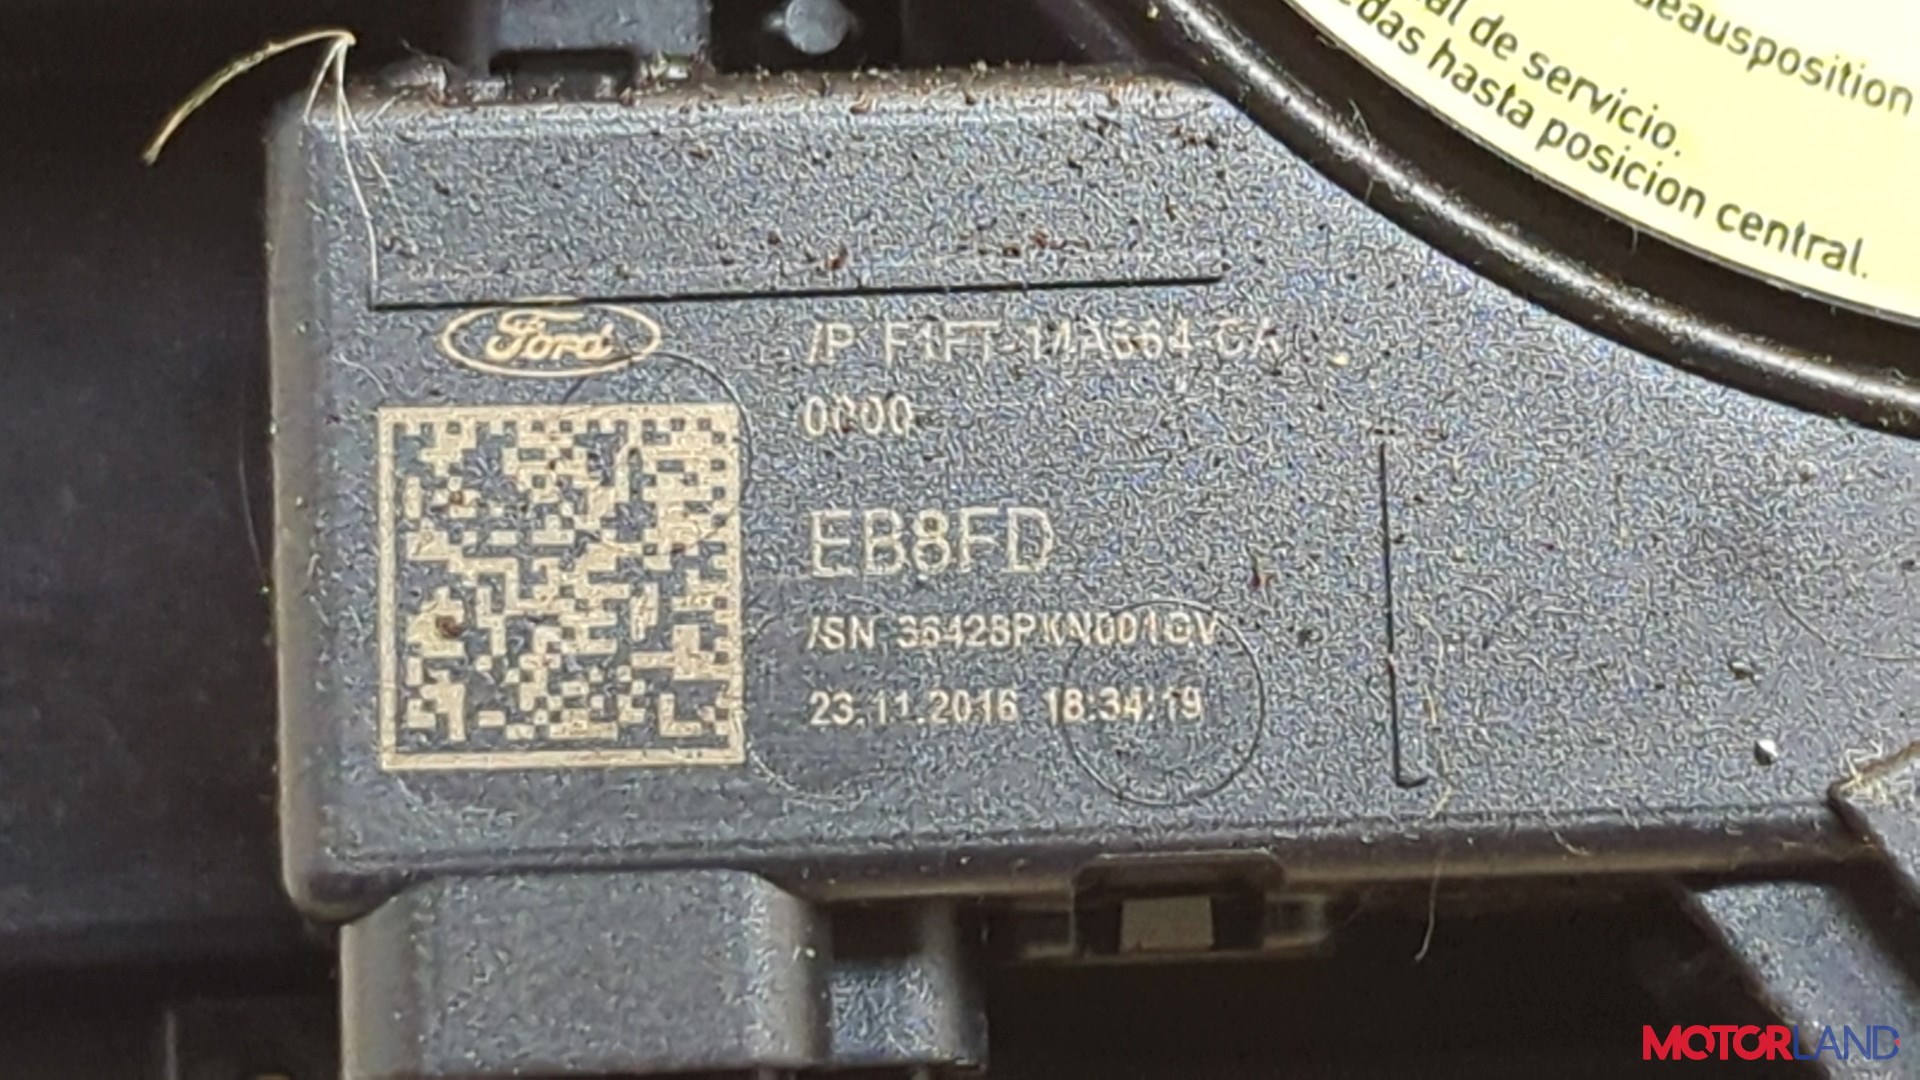 deausposition
al de servicio.
edas hasta posicion central.
Ford
/P F1FT-14A664-CA
0000
EB8FD
/SN
23.11.2016 18:34:19
MOTORLAND